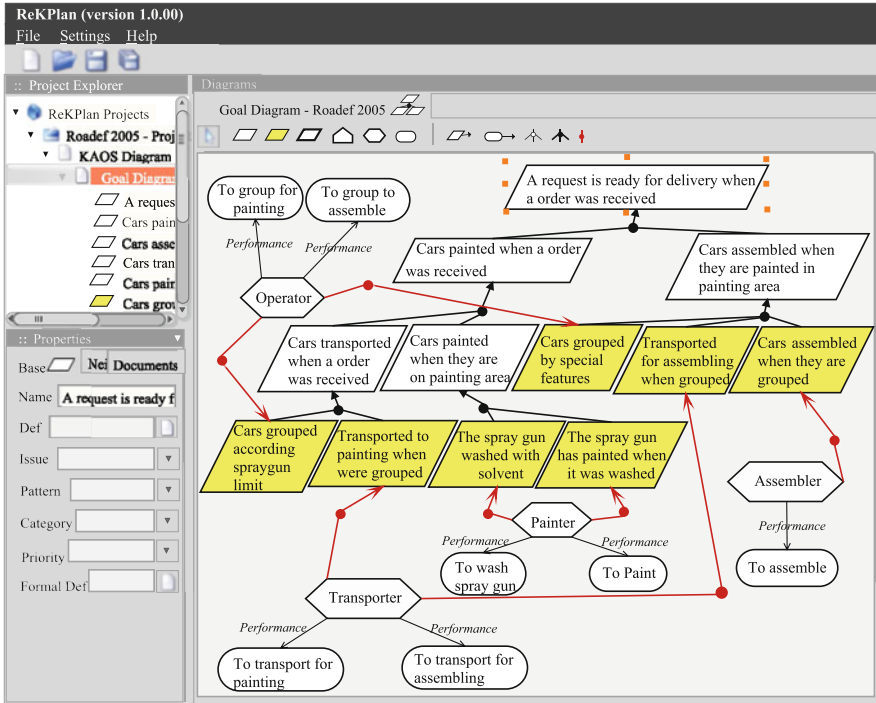 ReKPlan (version 1.0.00)
File Settings Help
:: Project Explorer
ReKPlan Projects
Roadef 2005 - Proj
KAOS Diagram
Goal Diagra
A reques
Cars pain
Cars asse
Cars tran
Cars pair
Cars grou
:: Properties
Base
Nei
Documents
Name
A request is ready f
Def
Issue
Pattern
Category
Priority
Formal Def
Diagrams
Goal Diagram - Roadef 2005
A request is ready for delivery when
a order was received
To group for
painting
To group to
assemble
Performance
Performance
Operator
Cars painted when a order
was received
Cars assembled when
they are painted in
painting area
Cars transported
when a order
was received
Cars painted
when they are
on painting area
Cars grouped
by special
features
Transported
for assembling
when grouped
Cars assembled
when they are
grouped
Cars grouped
according
spraygun
limit
Transported to
painting when
were grouped
The spray gun
washed with
solvent
The spray gun
has painted when
it was washed
Assembler
Painter
Performance
Performance
Performance
To wash
spray gun
To Paint
To assemble
Transporter
Performance
Performance
To transport for
painting
To transport for
assembling